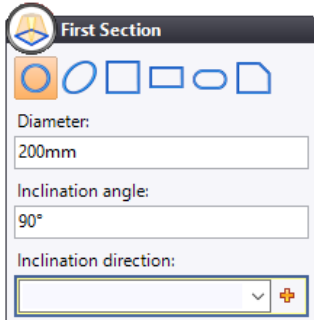 First Section
Diameter:
200mm
Inclination angle:
90°
Inclination direction: